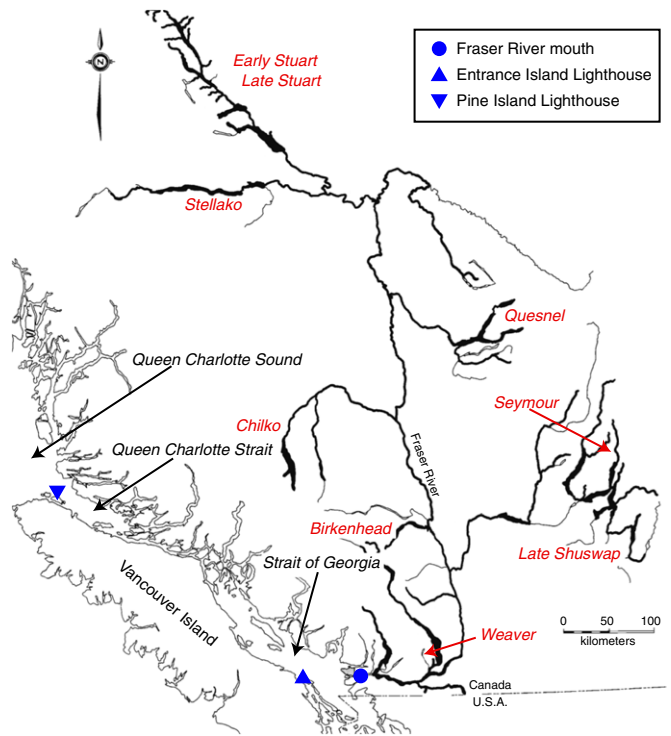 Fraser River mouth
Entrance Island Lighthouse
Pine Island Lighthouse
N
Early Stuart
Late Stuart
Stellako
Quesnel
Queen Charlotte Sound
Seymour
Chilko
Queen Charlotte Strait
Fraser River
Birkenhead
Strait of Georgia
Late Shuswap
Vancouver Island
Weaver
0 50 100
kilometers
Canada
U.S.A.